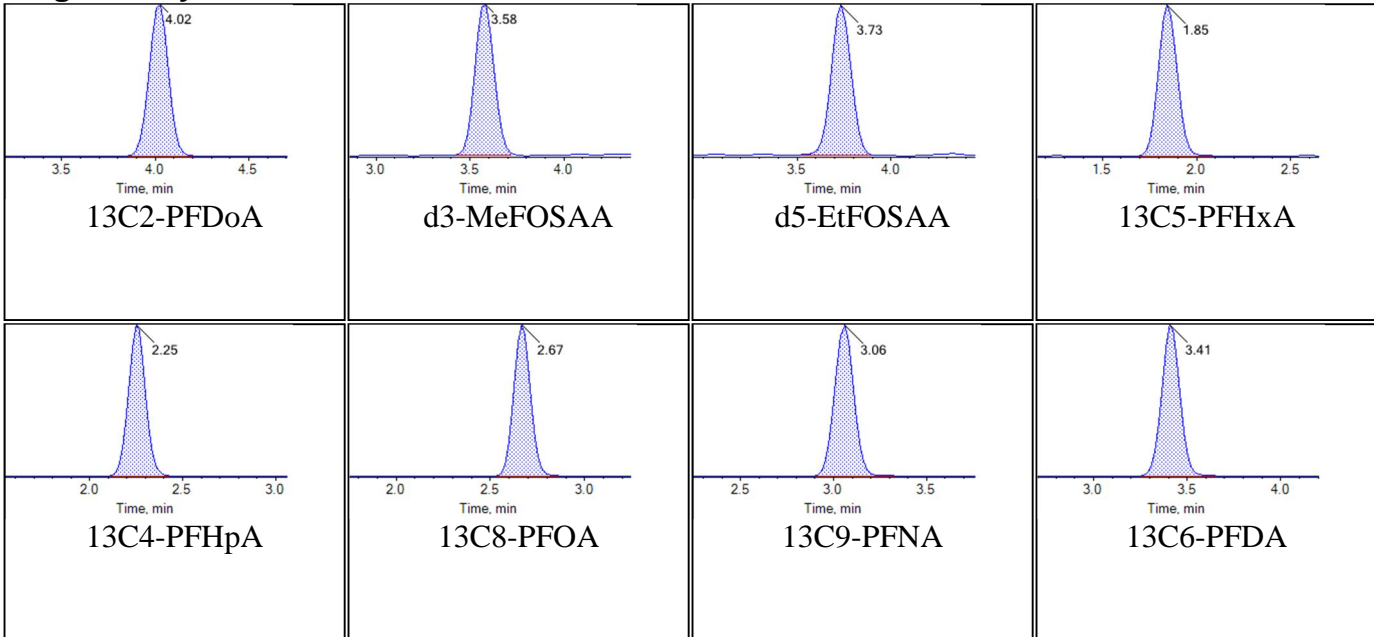 4.02 3.58 3.73 1.85
3.5 4.0 4.5 3.0 3.5 4.0 3.5 4.0 1.5 2.0 2.5
Time, min Time, min Time, min Time, min
13C2-PFDoA d3-MeFOSAA d5-EtFOSAA 13C5-PFHxA
2.25 2.67 3.06 3.41
2.0 2.5 3.0 2.0 2.5 3.0 2.5 3.0 3.5 3.0 3.5 4.0
Time, min Time, min Time, min Time, min
13C4-PFHpA 13C8-PFOA 13C9-PFNA 13C6-PFDA